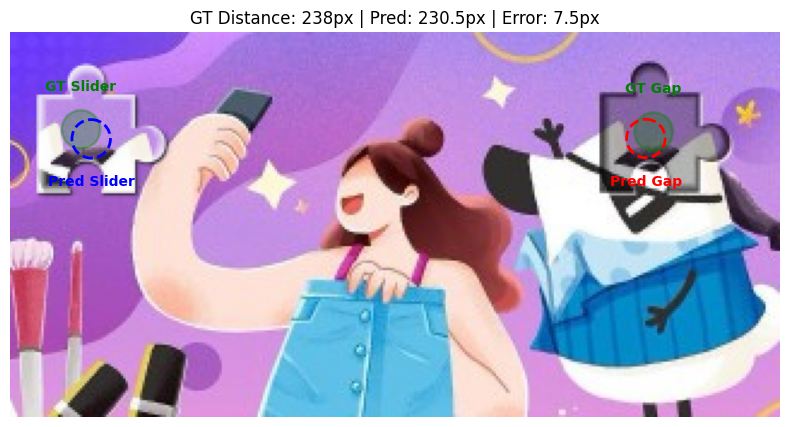 GT Distance: 238px | Pred: 230.5px | Error: 7.5px
GT Slider
GT Gap
Pred Slider
Pred Gap